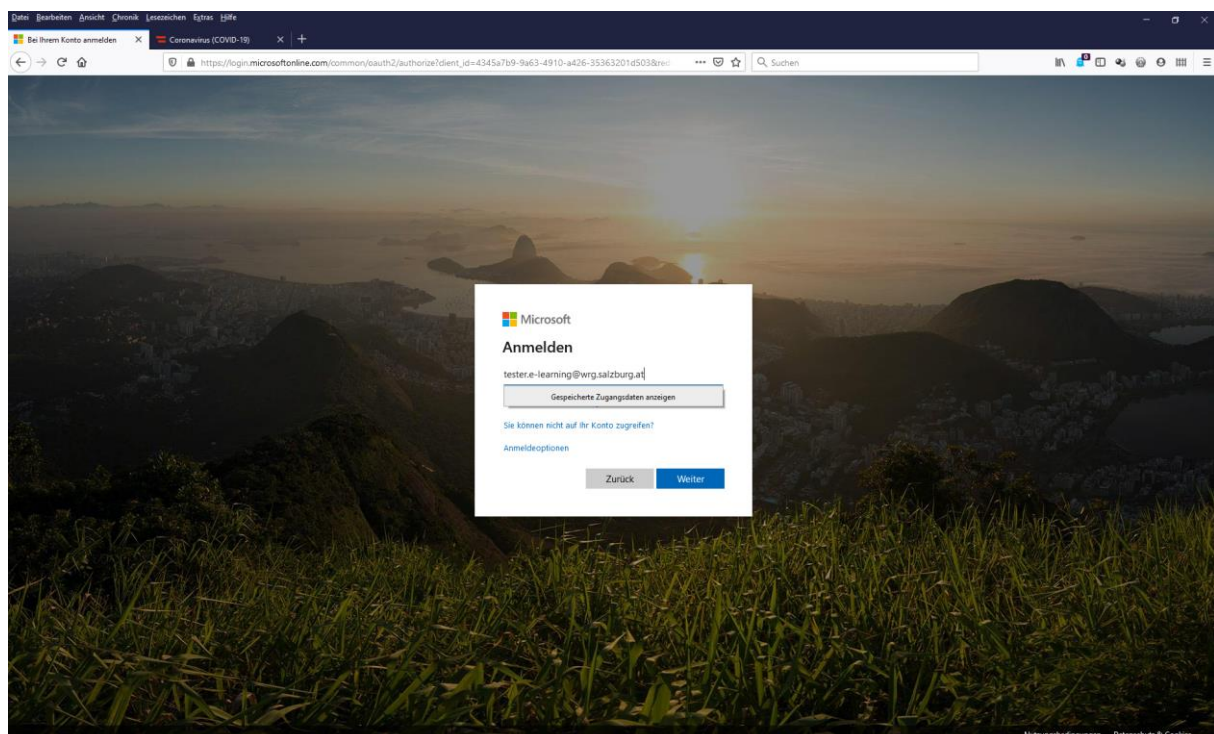 Datei Bearbeiten Ansicht Chronik Lesezeichen Extras Hilfe
Bei Ihrem Konto anmelden
Coronavirus (COVID-19)
https://login.microsoftonline.com/common/oauth2/authorize?client_id=4345a7b9-9a63-4910-a426-35363201d503&red
Suchen
Microsoft
Anmelden
tester.e-learning@wrg.salzburg.at
Gespeicherte Zugangsdaten anzeigen
Sie können nicht auf Ihr Konto zugreifen?
Anmeldeoptionen
Zurück Weiter
Nutzungsbedingungen Datenschutz & Cookies